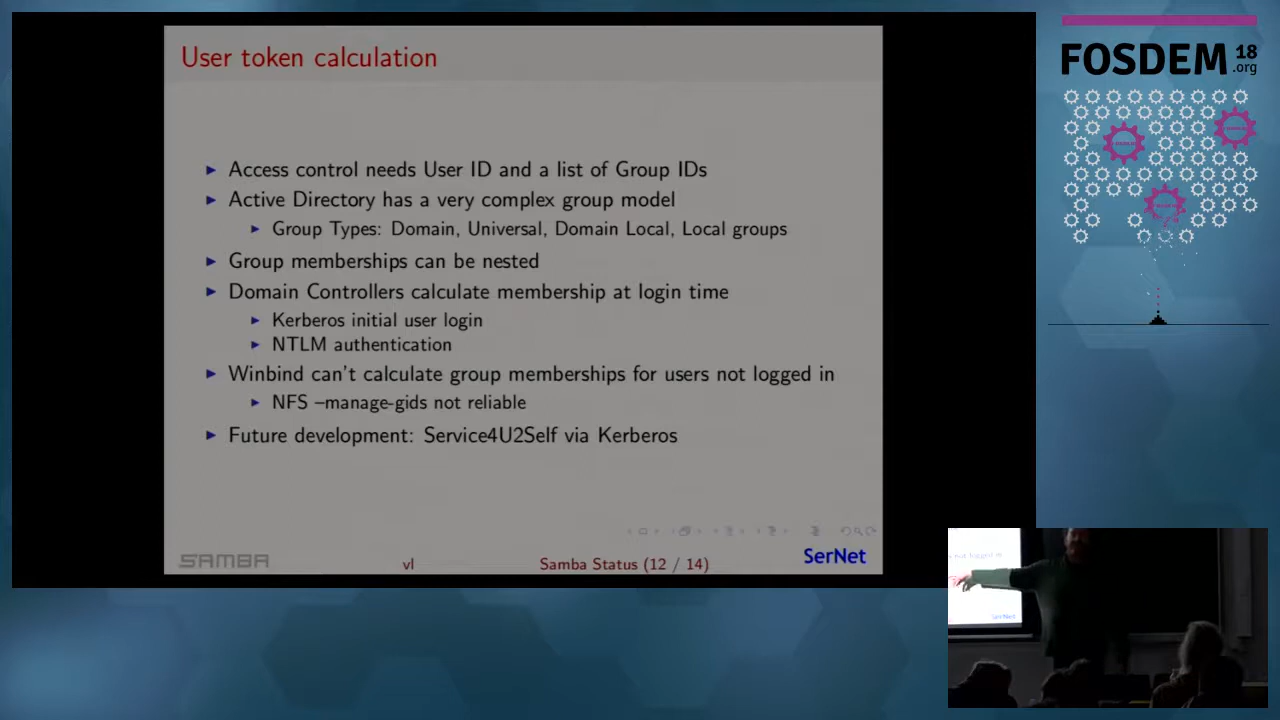 User token calculation
Access control needs User ID and a list of Group IDs
Active Directory has a very complex group model
Group Types: Domain, Universal, Domain Local, Local groups
Group memberships can be nested
Domain Controllers calculate membership at login time
Kerberos initial user login
NTLM authentication
Winbind can't calculate group memberships for users not logged in
NFS –manage-gids not reliable
Future development: Service4U2Self via Kerberos
SAMBA
vl
Samba Status (12 / 14)
SerNet
FOSDEM 18
.org
not logged in
SerNet